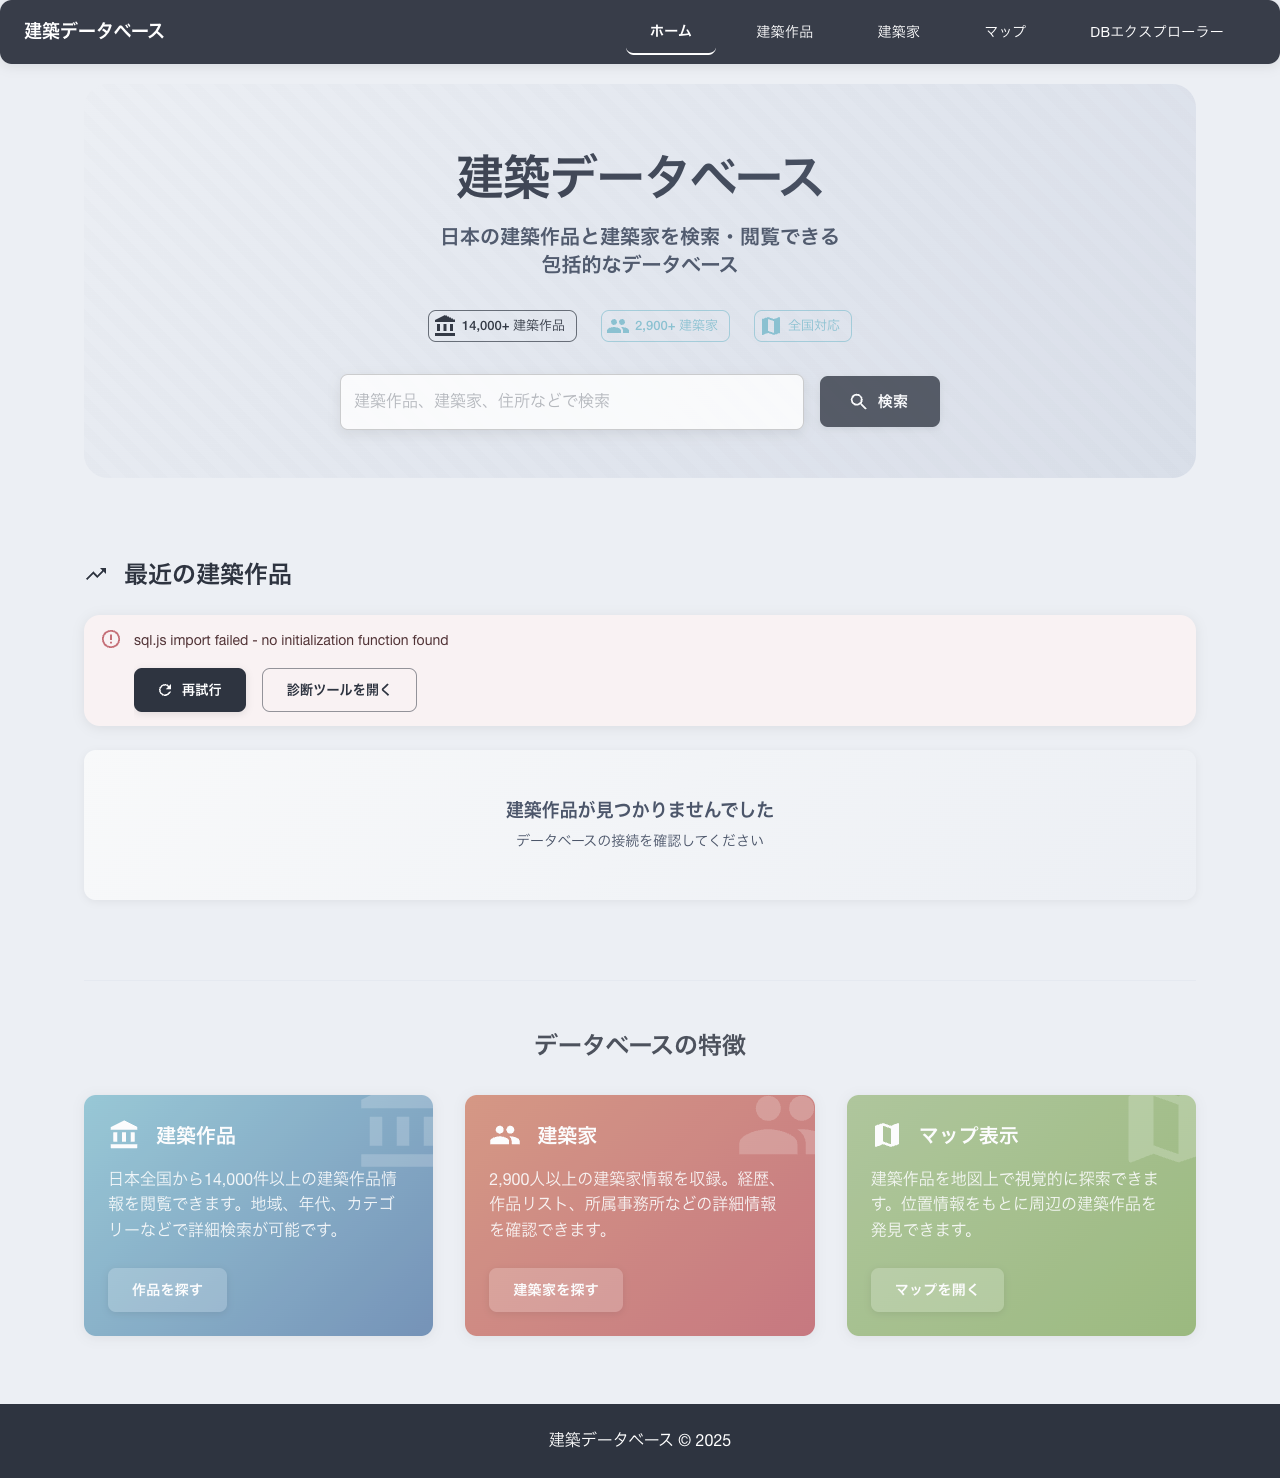 建築データベース
ホーム
建築作品
建築家
マップ
DBエクスプローラー
建築データベース
日本の建築作品と建築家を検索・閲覧できる
包括的なデータベース
14,000+ 建築作品
2,900+ 建築家
全国対応
建築作品、建築家、住所などで検索
検索
最近の建築作品
sql.js import failed - no initialization function found
再試行
診断ツールを開く
建築作品が見つかりませんでした
データベースの接続を確認してください
データベースの特徴
建築作品
日本全国から14,000件以上の建築作品情
報を閲覧できます。地域、年代、カテゴ
リーなどで詳細検索が可能です。
作品を探す
建築家
2,900人以上の建築家情報を収録。経歴、
作品リスト、所属事務所などの詳細情報
を確認できます。
建築家を探す
マップ表示
建築作品を地図上で視覚的に探索できま
す。位置情報をもとに周辺の建築作品を
発見できます。
マップを開く
建築データベース © 2025